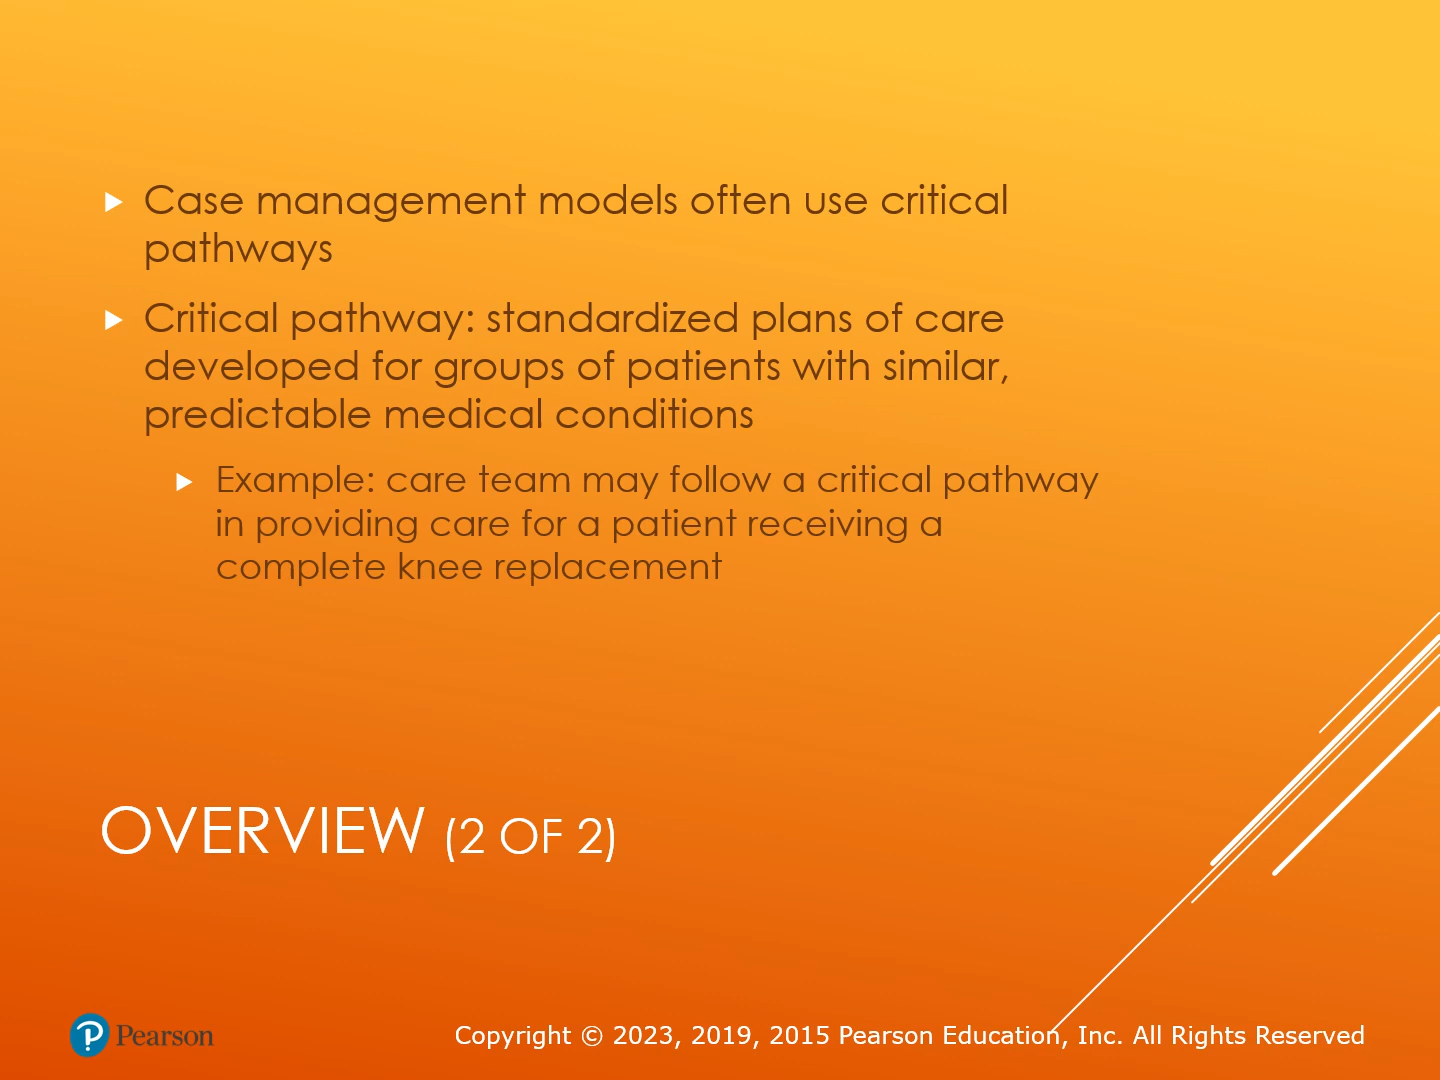 Case management models often use critical
pathways
Critical pathway: standardized plans of care
developed for groups of patients with similar,
predictable medical conditions
Example: care team may follow a critical pathway
in providing care for a patient receiving a
complete knee replacement
OVERVIEW (2 OF 2)
Pearson
Copyright © 2023, 2019, 2015 Pearson Education, Inc. All Rights Reserved